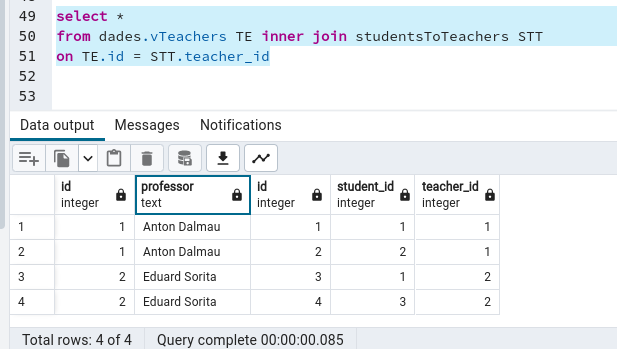 49 select *
50 from dades.vTeachers TE inner join studentsToTeachers STT
51 on TE.id = STT.teacher_id
52
53
Data output Messages Notifications
id professor id student_id teacher_id
integer text integer integer integer
1 1 Anton Dalmau 1 1 1
2 1 Anton Dalmau 2 2 1
3 2 Eduard Sorita 3 1 2
4 2 Eduard Sorita 4 3 2
Total rows: 4 of 4 Query complete 00:00:00.085